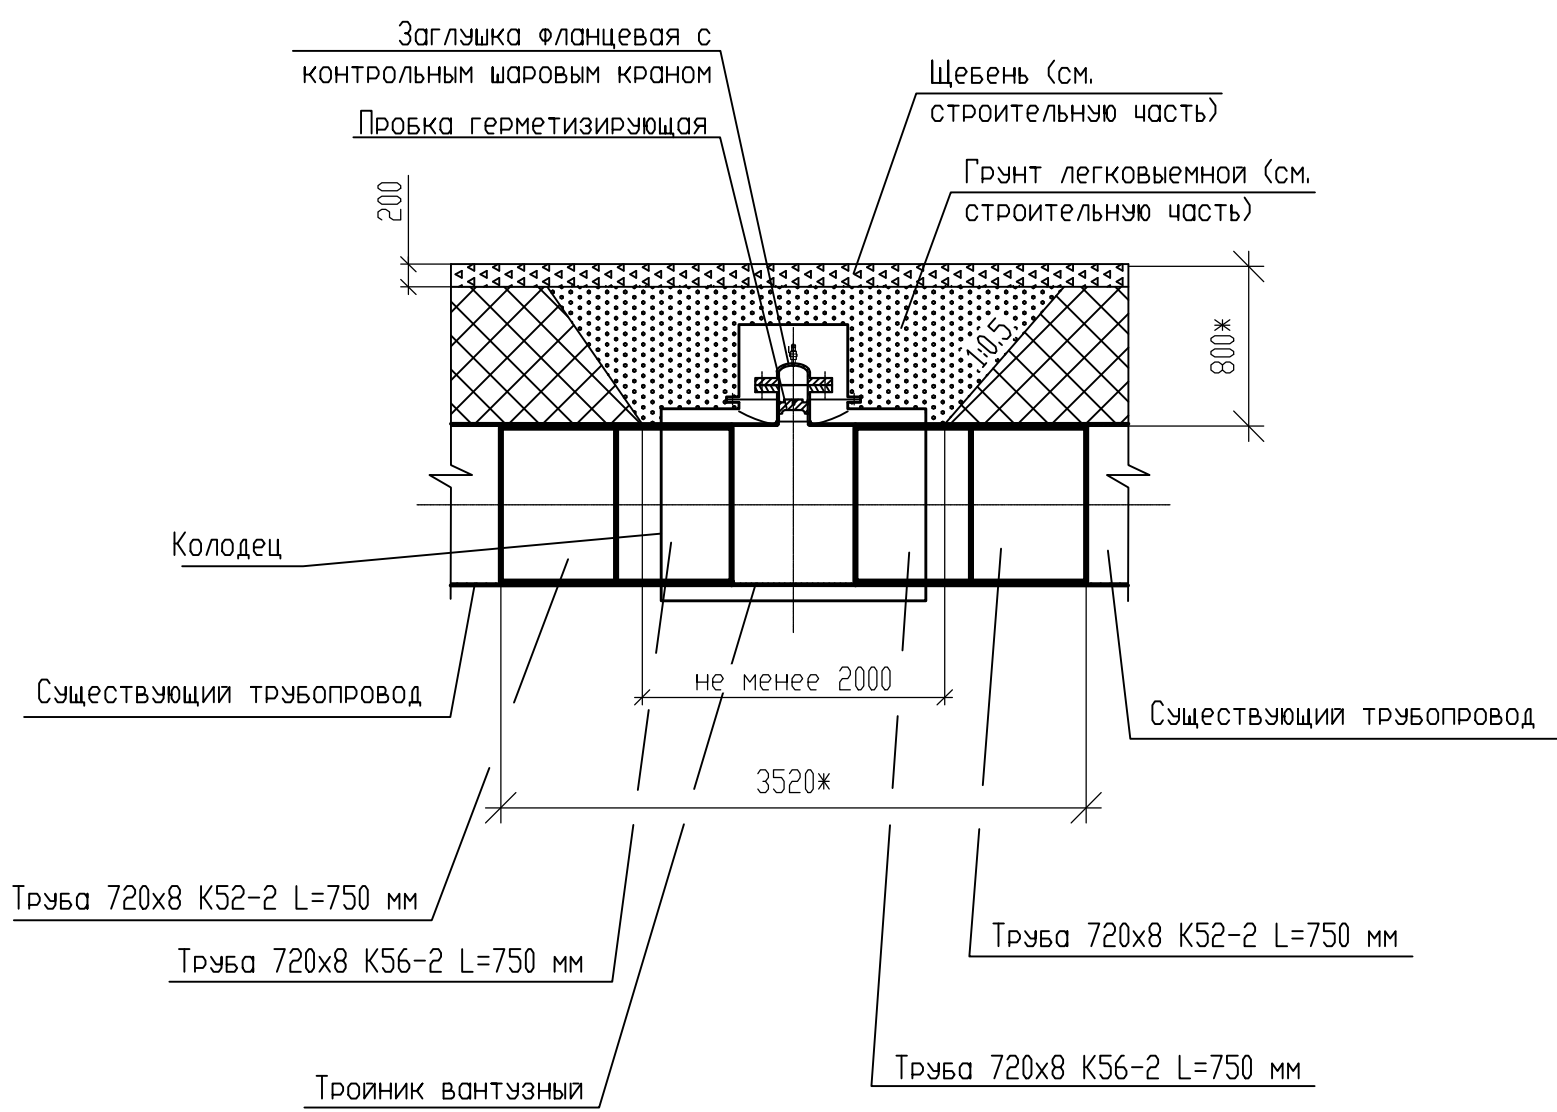 Заглушка фланцевая с
контрольным шаровым краном
Пробка герметизирующая
Щебень (см.
строительную часть)
Грунт легковыемной (см.
строительную часть)
200
800*
1:0.5
Колодец
Существующий трубопровод
не менее 2000
Существующий трубопровод
3520*
Труба 720х8 К52-2 L=750 мм
Труба 720х8 К56-2 L=750 мм
Труба 720х8 К52-2 L=750 мм
Труба 720х8 К56-2 L=750 мм
Тройник вантузный